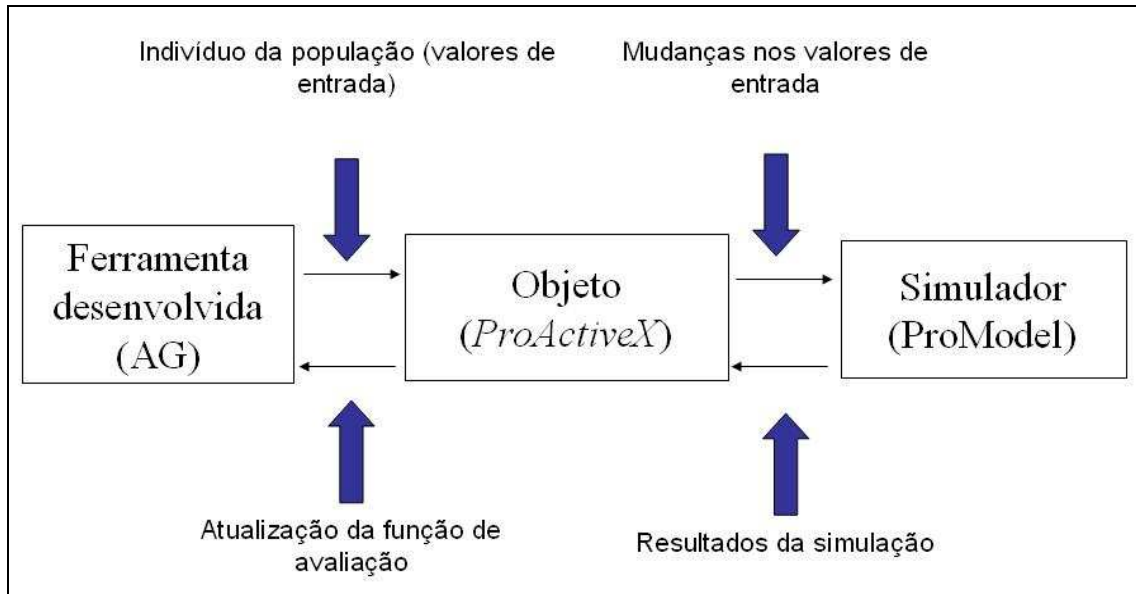 Indivíduo da população (valores de
entrada)
Mudanças nos valores de
entrada
Ferramenta
desenvolvida
(AG)
Objeto
(ProActiveX)
Simulador
(ProModel)
Atualização da função de
avaliação
Resultados da simulação